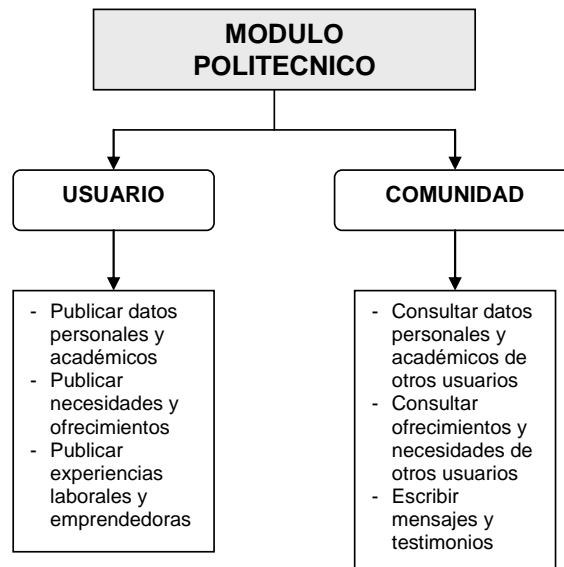 MODULO
POLITECNICO
USUARIO
COMUNIDAD
- Publicar datos
personales y
académicos
- Publicar
necesidades y
ofrecimientos
- Publicar
experiencias
laborales y
emprendedoras
- Consultar datos
personales y
académicos de
otros usuarios
- Consultar
ofrecimientos y
necesidades de
otros usuarios
- Escribir
mensajes y
testimonios